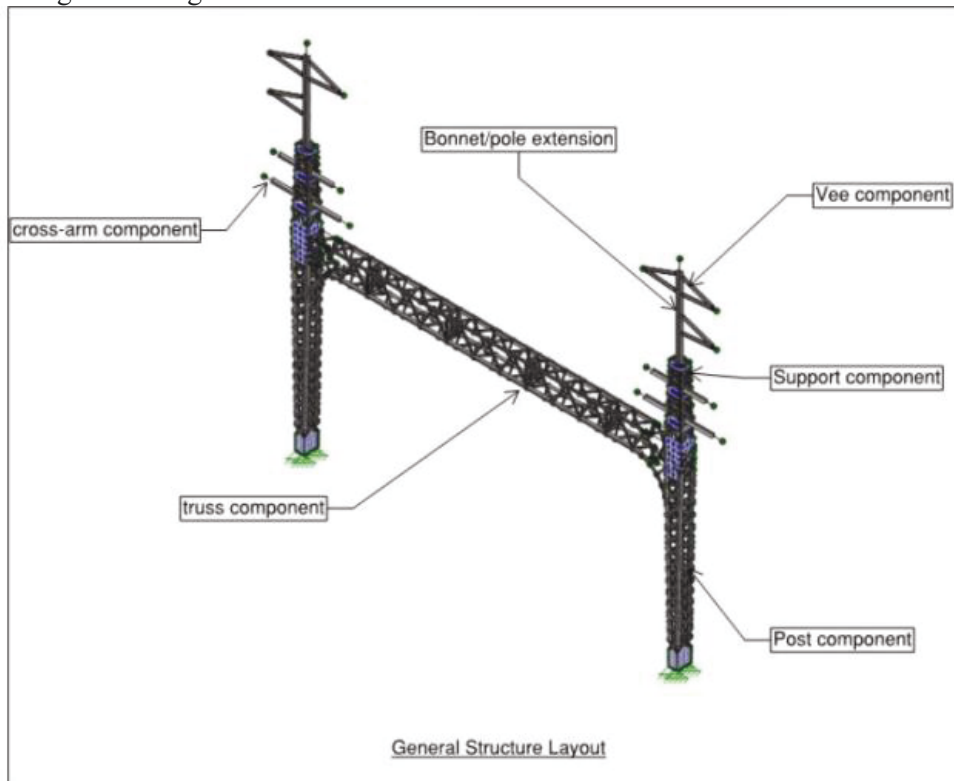 Bonnet/pole extension
Vee component
cross-arm component
Support component
truss component
Post component
General Structure Layout